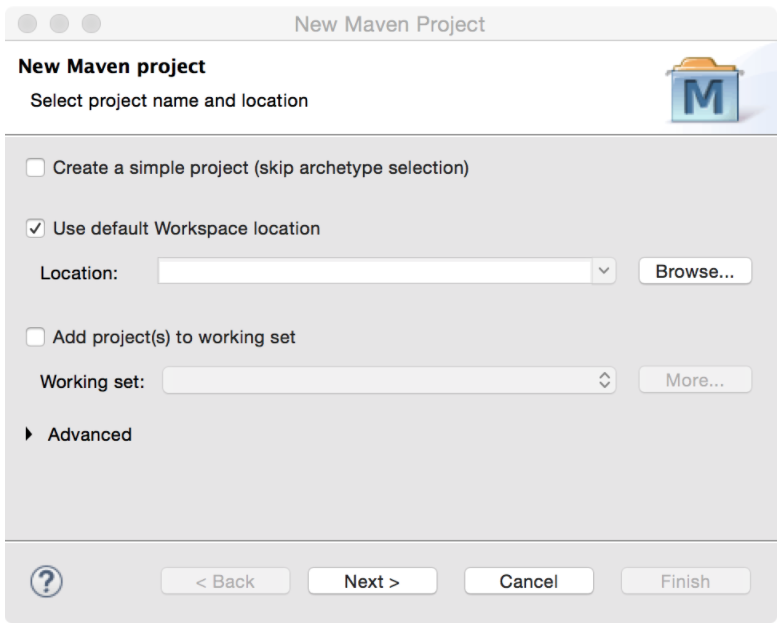 New Maven Project
New Maven project
Select project name and location
M
Create a simple project (skip archetype selection)
Use default Workspace location
Location:
Browse...
Add project(s) to working set
Working set:
More...
Advanced
?
< Back
Next >
Cancel
Finish